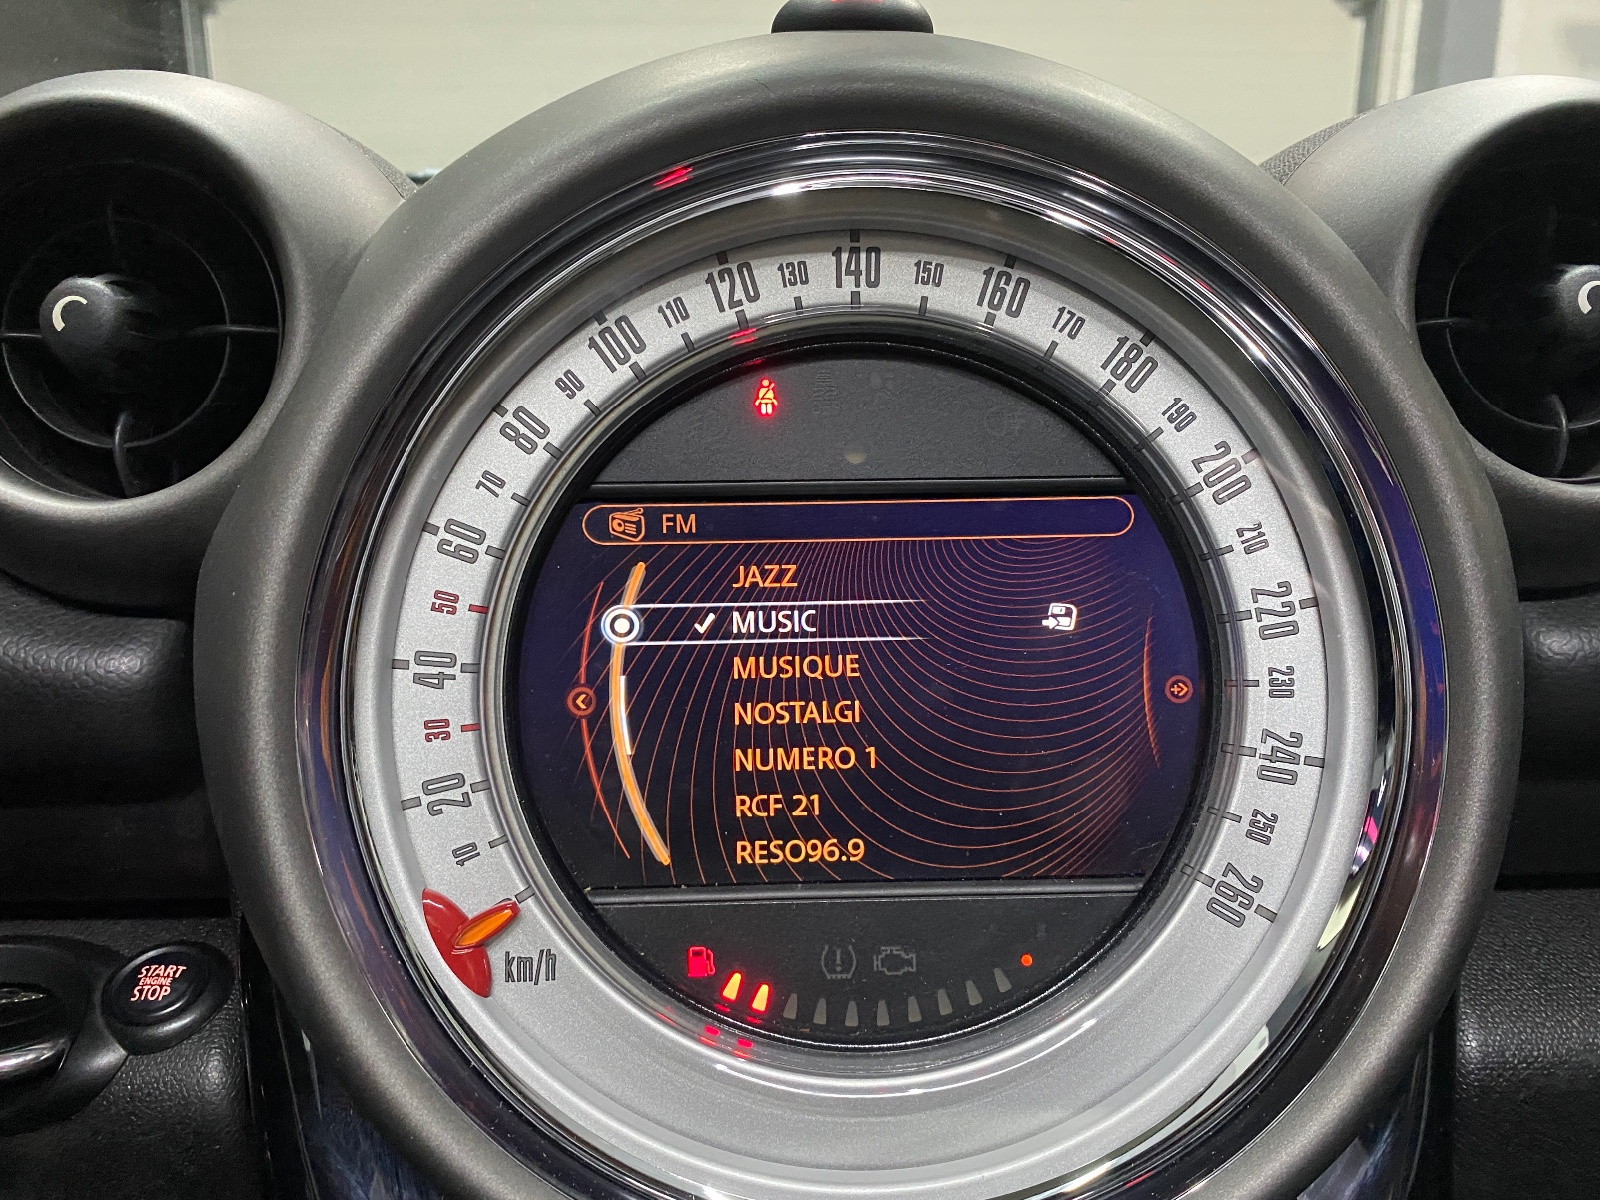 10
20
30
40
50
60
70
80
90
100
110
120
130
140
150
160
170
180
190
200
210
220
230
240
250
260
km/h
FM
JAZZ
MUSIC
MUSIQUE
NOSTALGI
NUMERO 1
RCF 21
RESO96.9
START
ENGINE
STOP